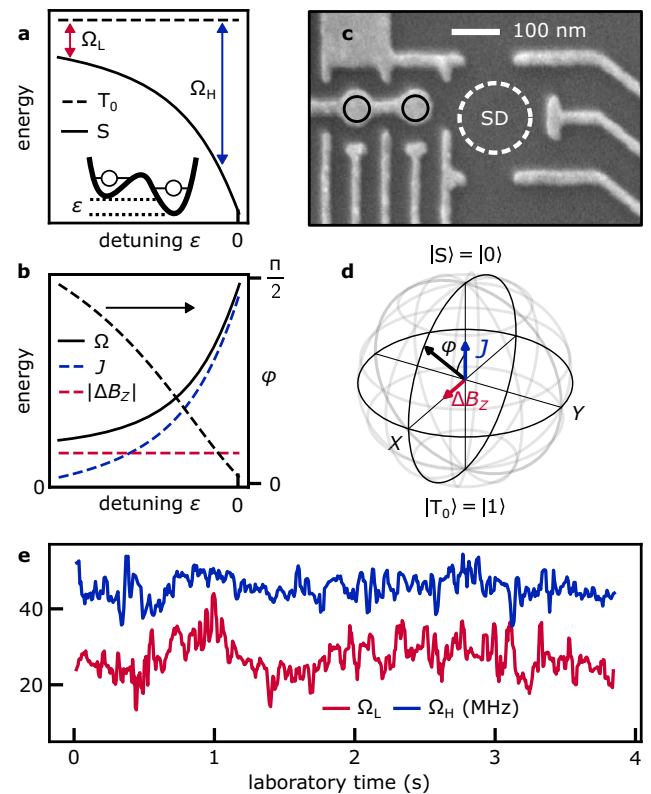 a
Ω_L
Ω_H
T_0
S
ε
energy
detuning ε
0
c
100 nm
SD
b
π/2
Ω
J
|ΔB_Z|
energy
φ
0
0
detuning ε
0
d
|S⟩ = |0⟩
φ
J
ΔB_Z
X
Y
|T_0⟩ = |1⟩
e
40
20
Ω_L
Ω_H (MHz)
0
1
2
3
4
laboratory time (s)